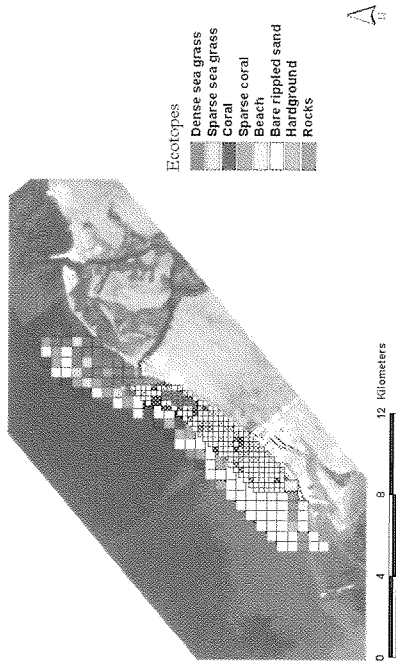 Ecotopes
Dense sea grass
Sparse sea grass
Coral
Sparse coral
Beach
Bare rippled sand
Hardground
Rocks
0 4 8 12 Kilometers
N